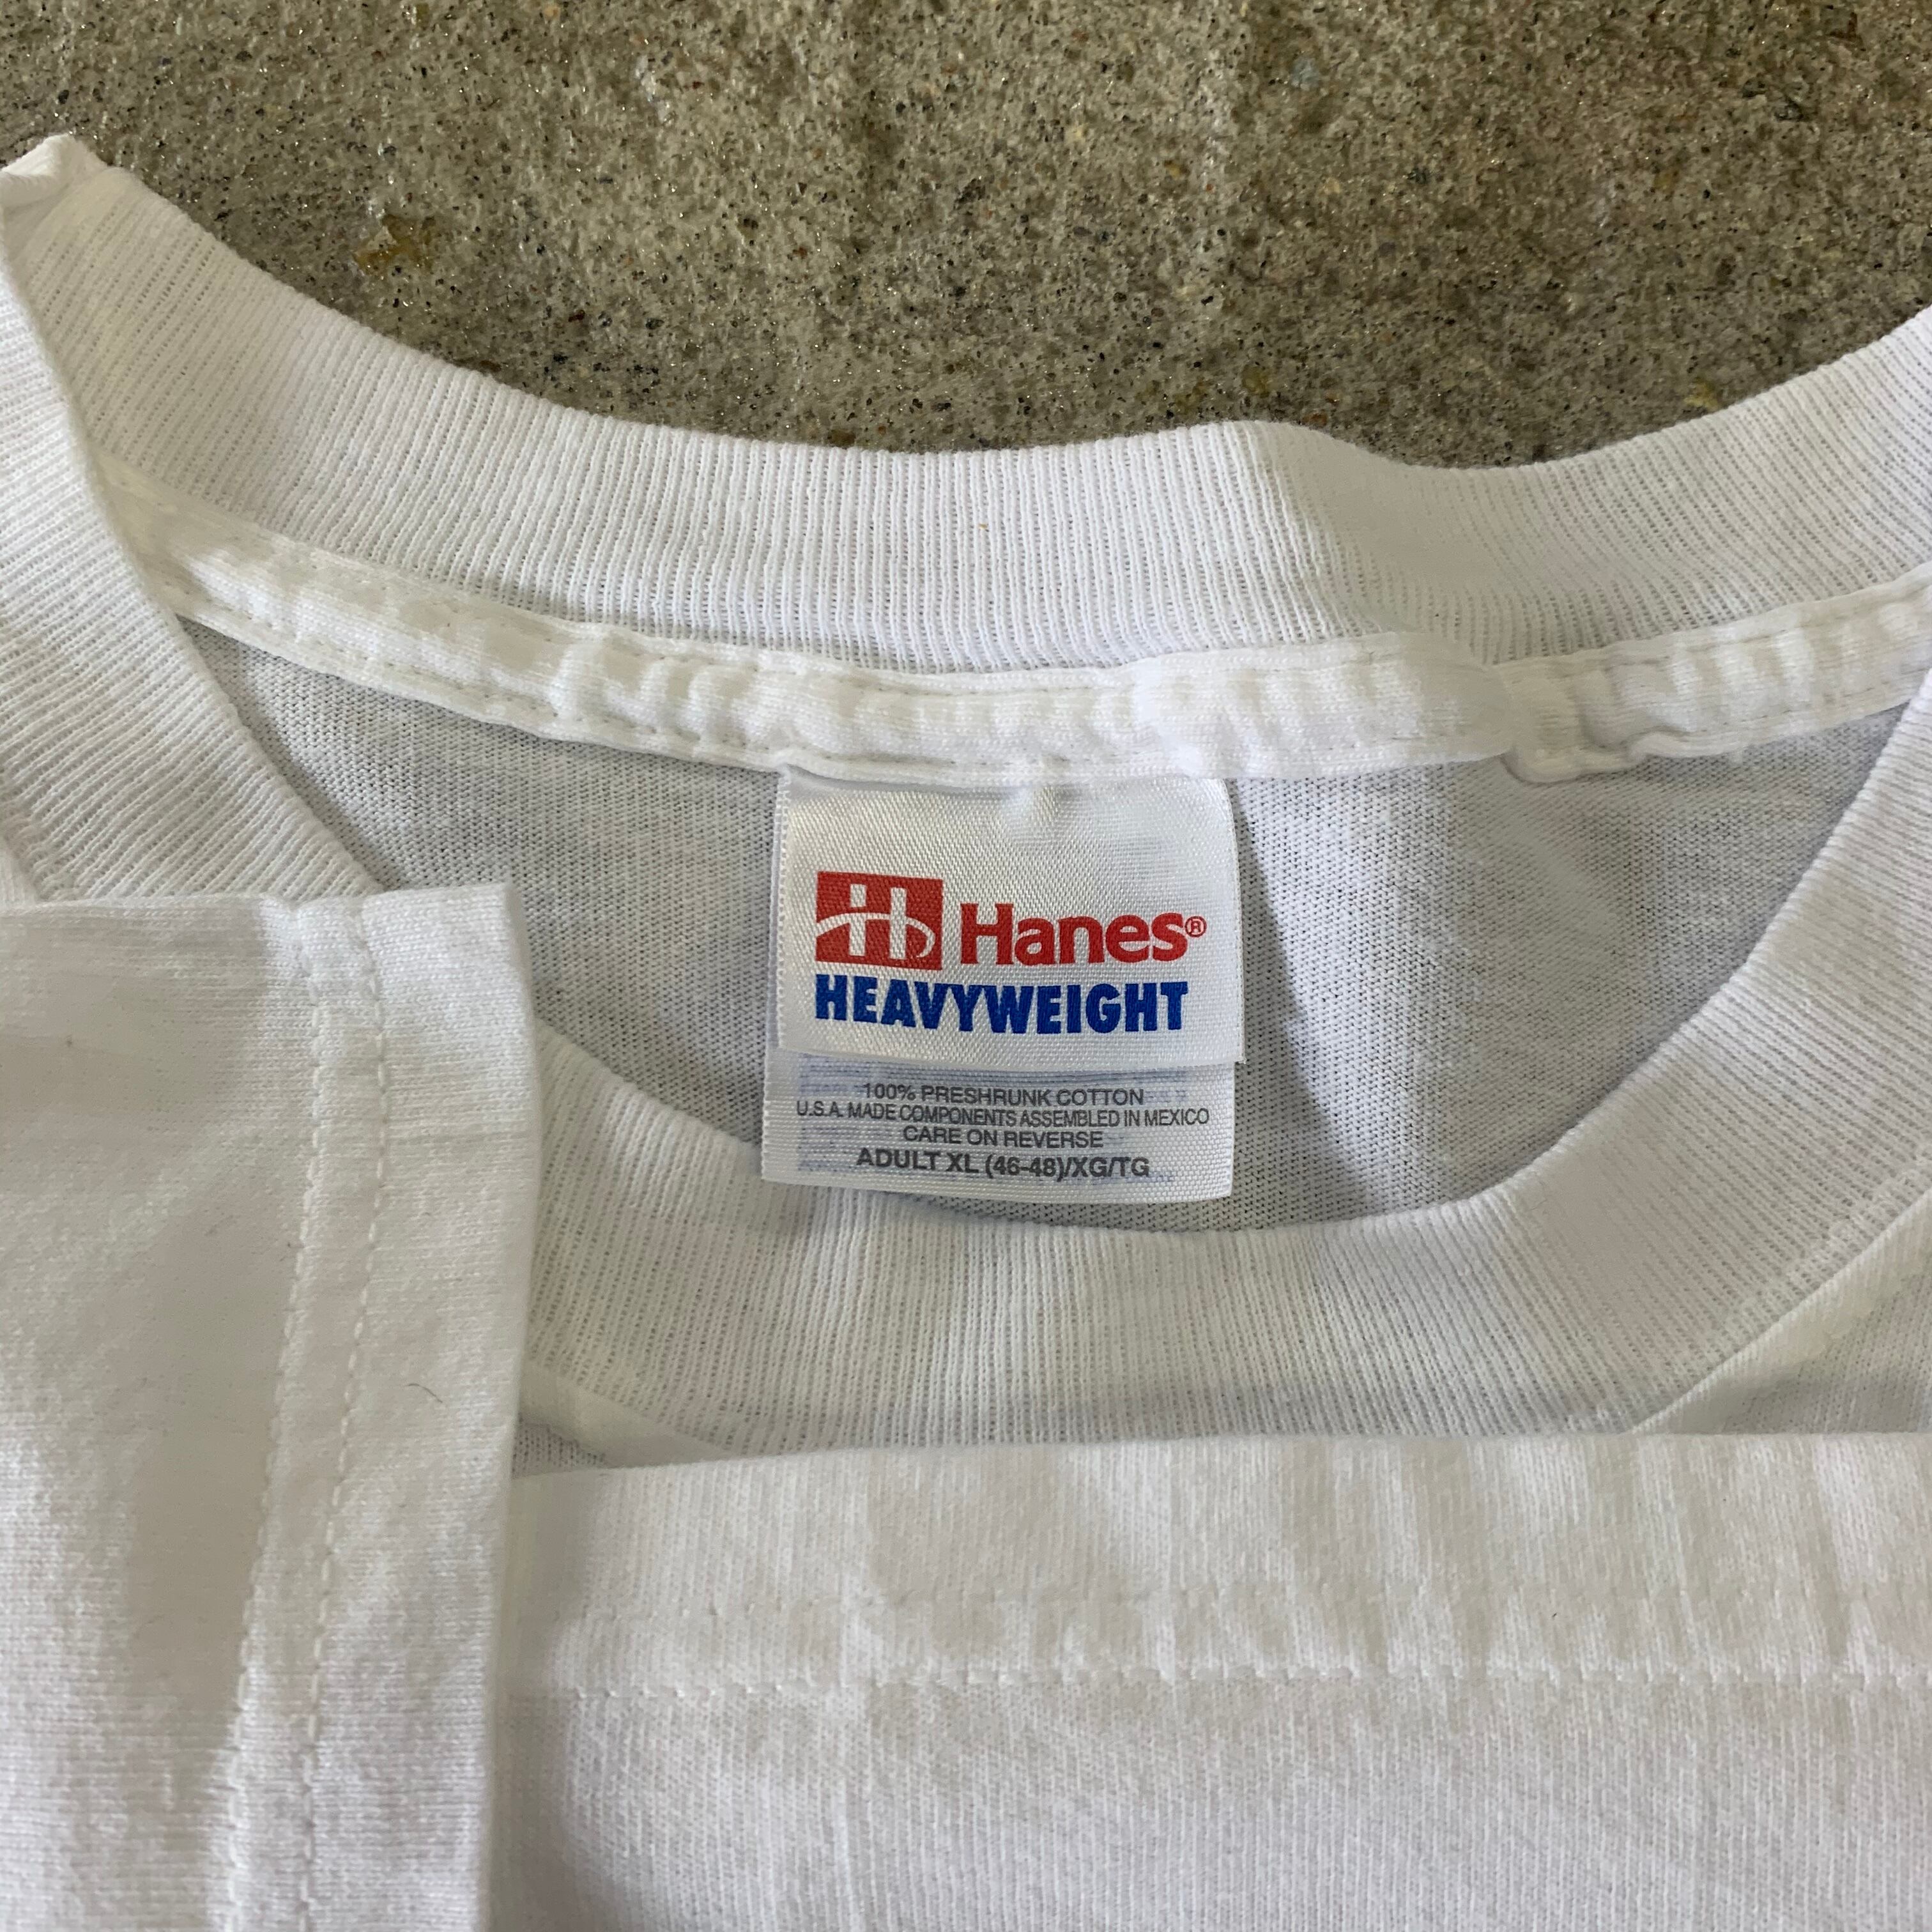 Hanes®
HEAVYWEIGHT
100% PRESHRUNK COTTON
U.S.A. MADE COMPONENTS ASSEMBLED IN MEXICO
CARE ON REVERSE
ADULT XL (46-48)/XG/TG